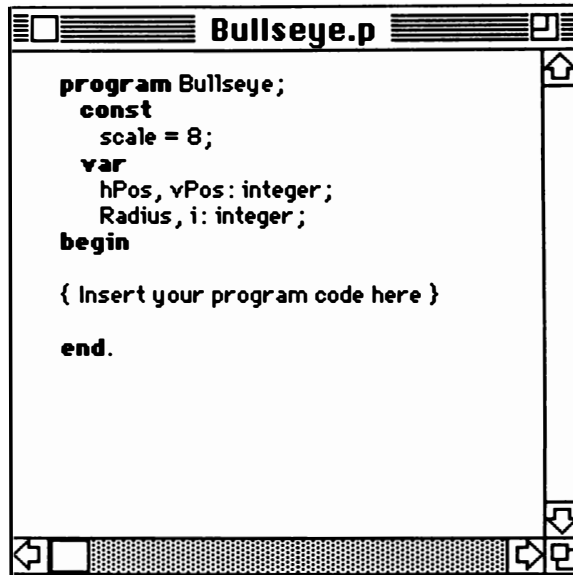 Bullseye.p
program Bullseye;
const
scale = 8;
var
hPos, vPos: integer;
Radius, i: integer;
begin
{ Insert your program code here }
end.